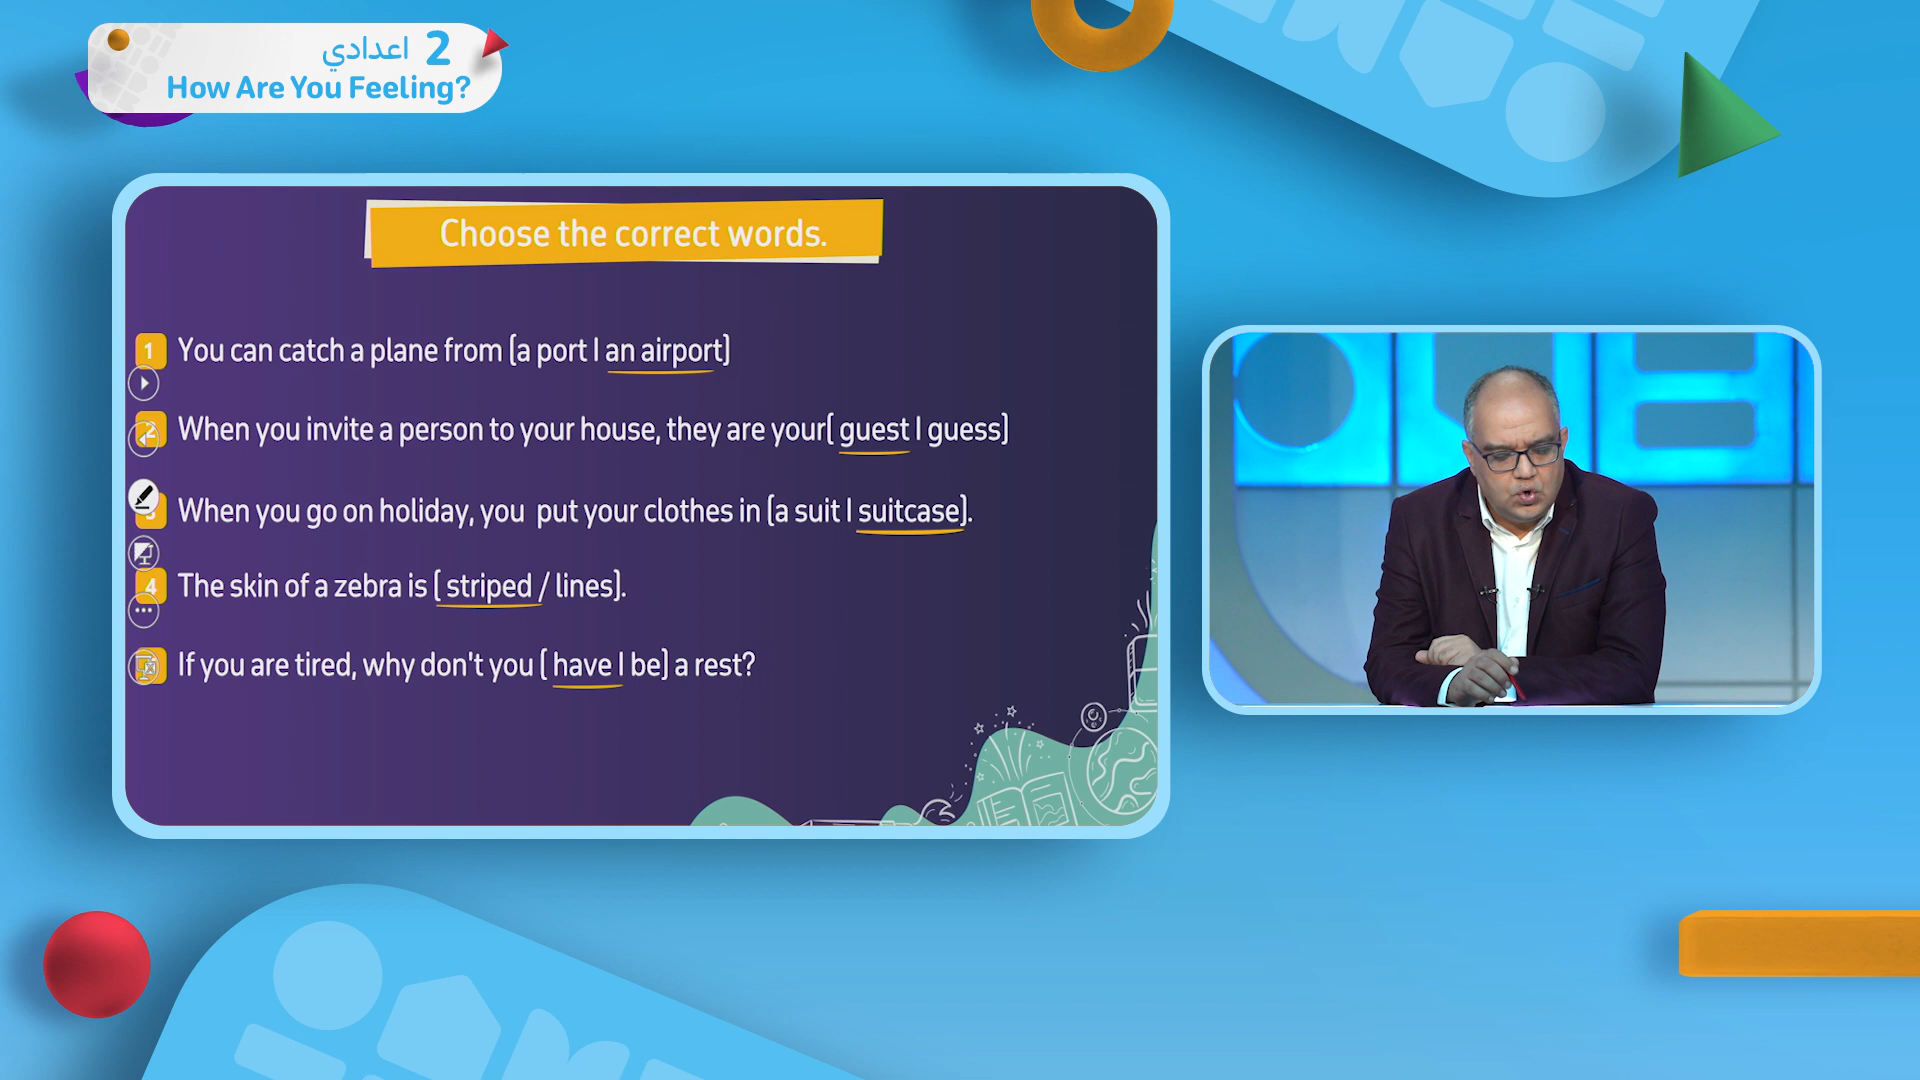 2 اعدادي
How Are You Feeling?
Choose the correct words.
1 You can catch a plane from (a port I an airport)
2 When you invite a person to your house, they are your( guest I guess)
3 When you go on holiday, you put your clothes in (a suit I suitcase).
4 The skin of a zebra is ( striped / lines).
If you are tired, why don't you ( have I be) a rest?